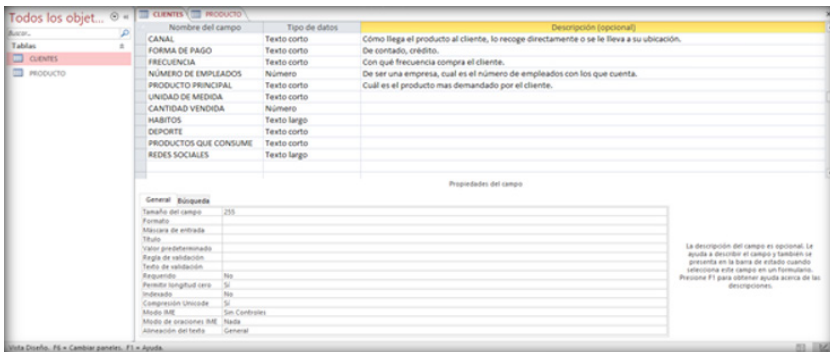 Todos los objet...
Buscar...
Tablas
CLIENTES
PRODUCTO
CLIENTES PRODUCTO
Nombre del campo Tipo de datos Descripción (opcional)
CANAL Texto corto Cómo llega el producto al cliente, lo recoge directamente o se le lleva a su ubicación.
FORMA DE PAGO Texto corto De contado, crédito.
FRECUENCIA Texto corto Con qué frecuencia compra el cliente.
NÚMERO DE EMPLEADOS Número De ser una empresa, cual es el número de empleados con los que cuenta.
PRODUCTO PRINCIPAL Texto corto Cuál es el producto mas demandado por el cliente.
UNIDAD DE MEDIDA Texto corto
CANTIDAD VENDIDA Número
HABITOS Texto largo
DEPORTE Texto corto
PRODUCTOS QUE CONSUME Texto corto
REDES SOCIALES Texto largo
Propiedades del campo
General Búsqueda
Tamaño del campo 255
Formato
Máscara de entrada
Título
Valor predeterminado
Regla de validación
Texto de validación
Requerido No
Permitir longitud cero Sí
Indexado No
Compresión Unicode Sí
Modo IME Sin Controles
Modo de oraciones IME Nada
Alineación del texto General
La descripción del campo es opcional. Le
ayuda a describir el campo y también se
presenta en la barra de estado cuando
selecciona este campo en un formulario.
Presione F1 para obtener ayuda acerca de las
descripciones.
Vista Diseño. F6 = Cambiar paneles. F1 = Ayuda.